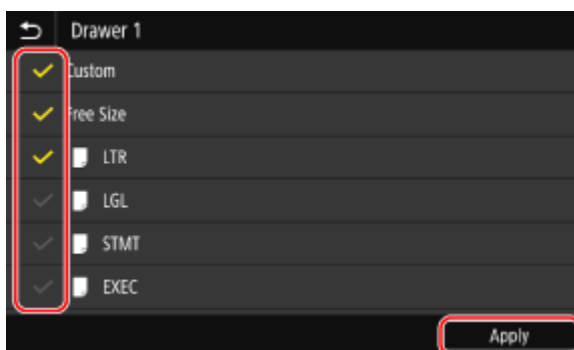 Drawer 1
Custom
Free Size
LTR
LGL
STMT
EXEC
Apply